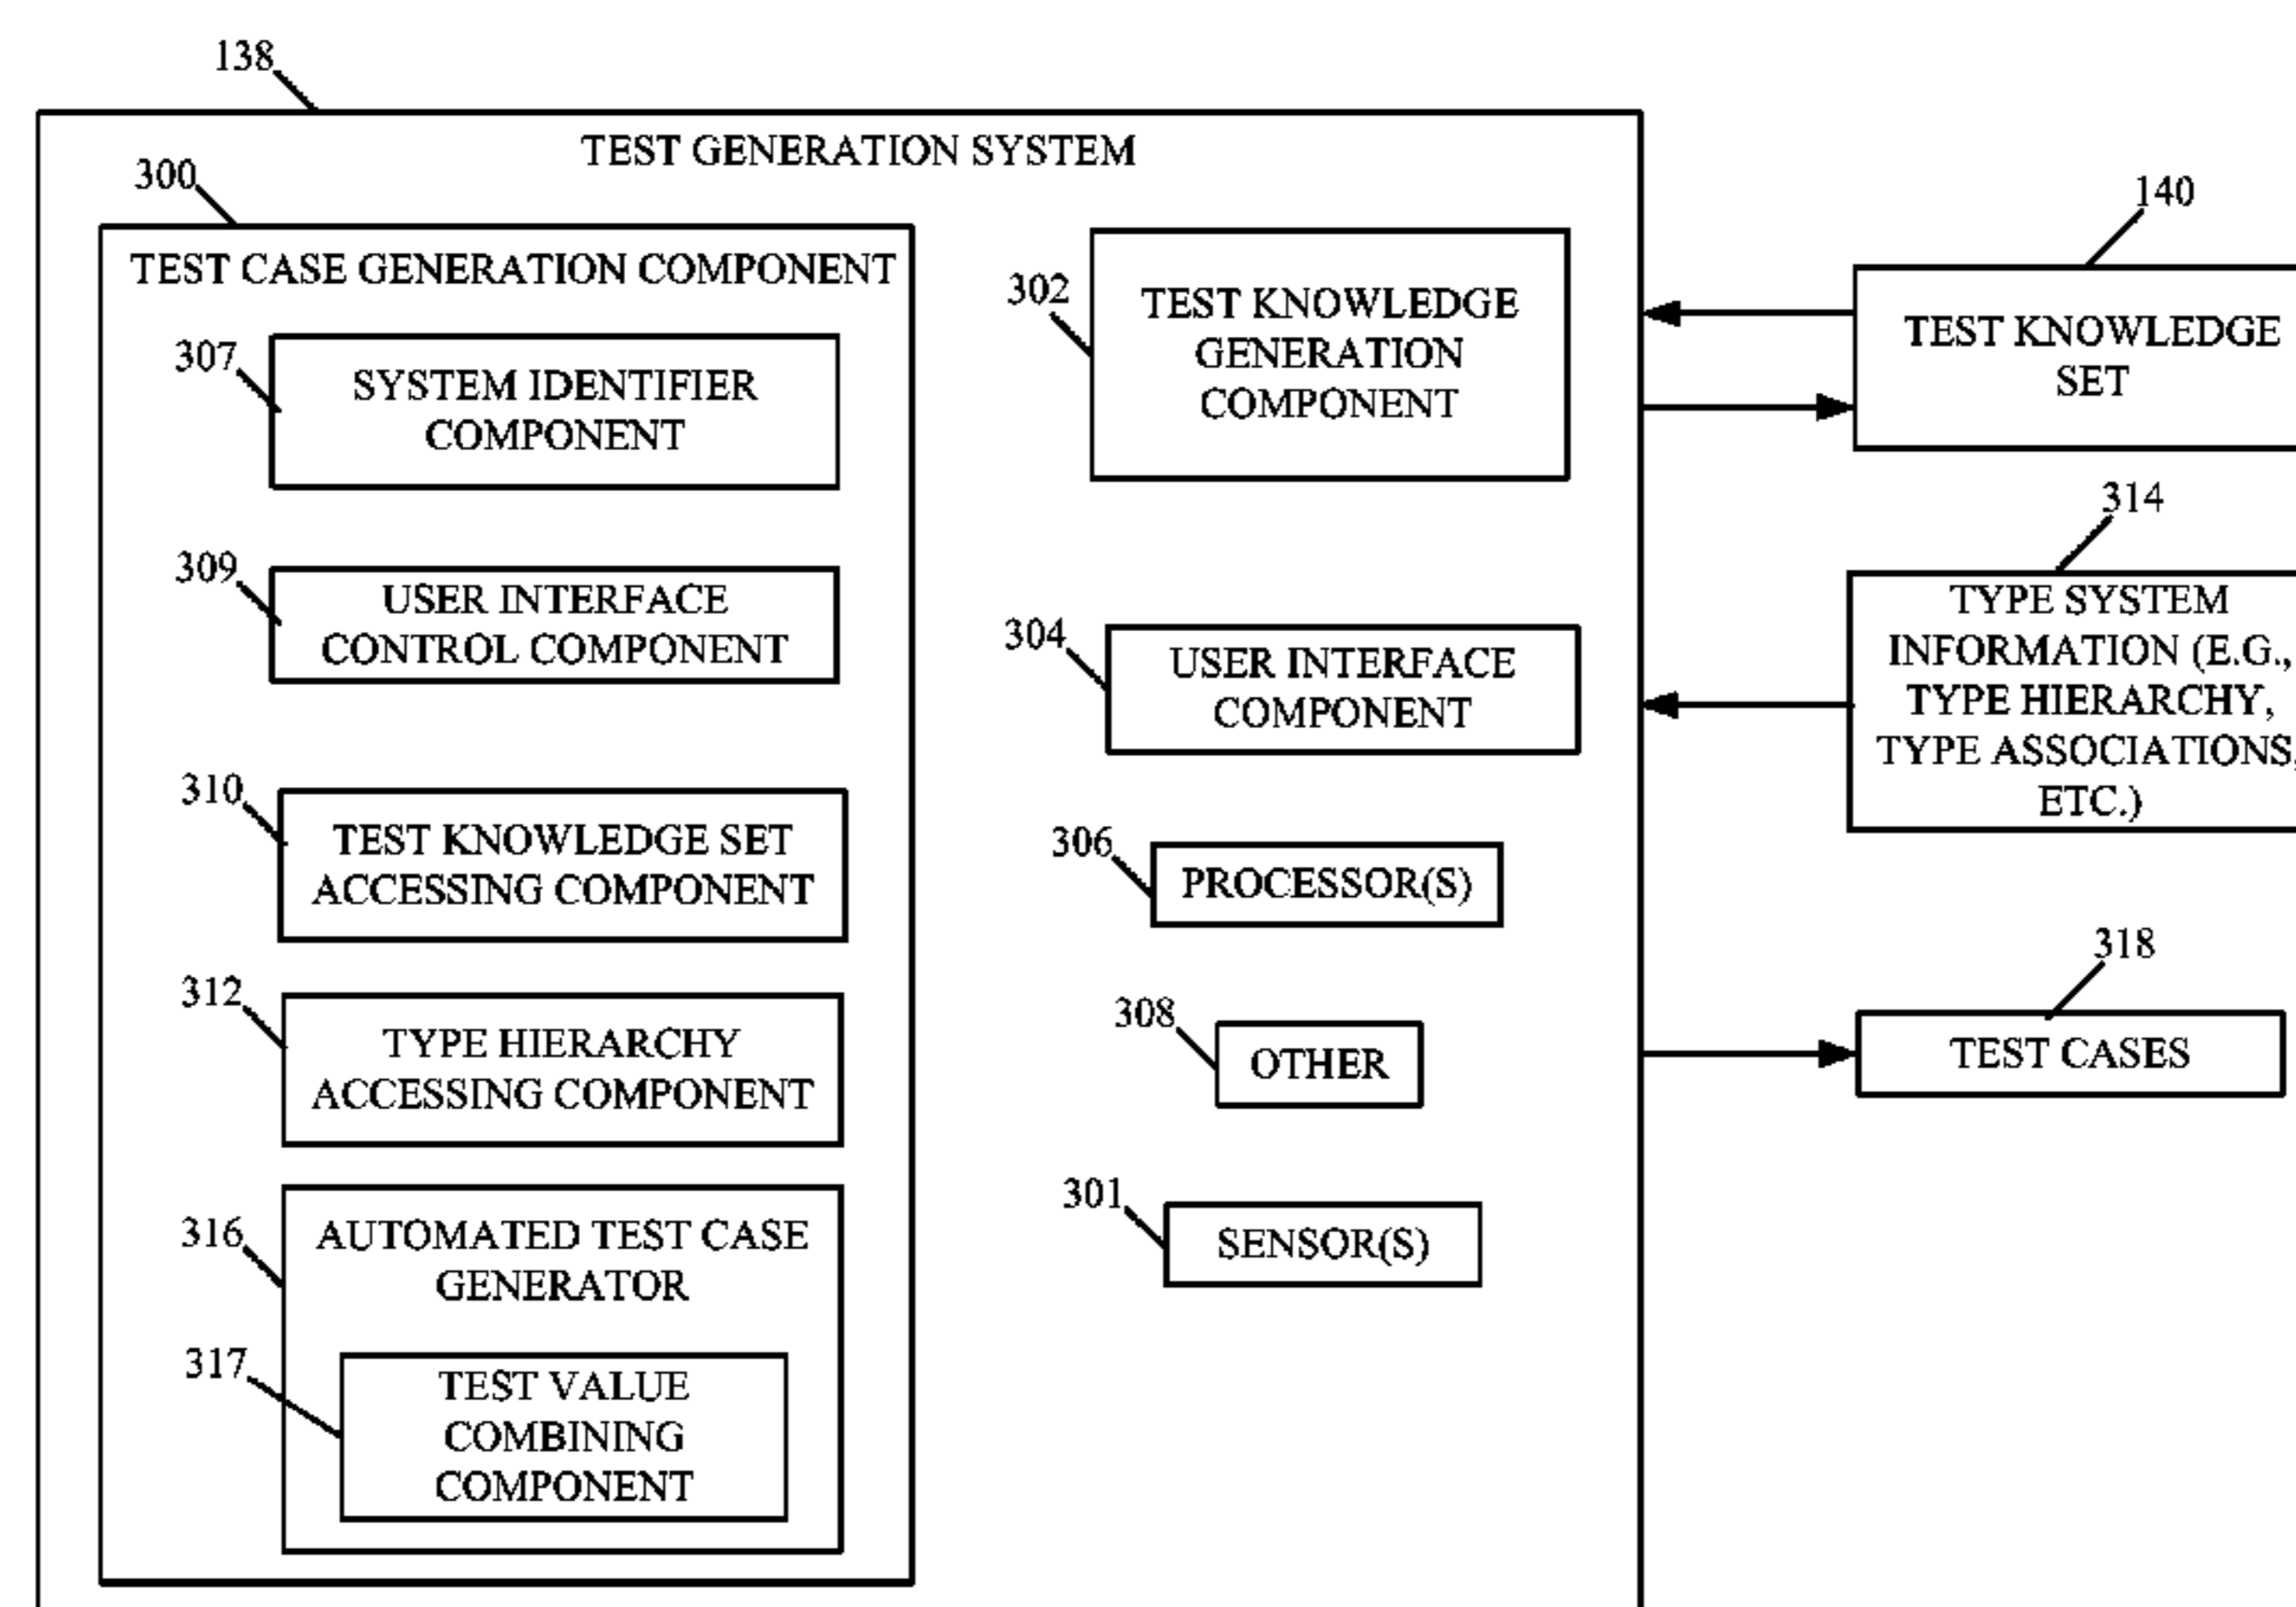 138
TEST GENERATION SYSTEM
300
TEST CASE GENERATION COMPONENT
307
SYSTEM IDENTIFIER
COMPONENT
309
USER INTERFACE
CONTROL COMPONENT
310
TEST KNOWLEDGE SET
ACCESSING COMPONENT
312
TYPE HIERARCHY
ACCESSING COMPONENT
316
AUTOMATED TEST CASE
GENERATOR
317
TEST VALUE
COMBINING
COMPONENT
302
TEST KNOWLEDGE
GENERATION
COMPONENT
304
USER INTERFACE
COMPONENT
306
PROCESSOR(S)
308
OTHER
301
SENSOR(S)
140
TEST KNOWLEDGE
SET
314
TYPE SYSTEM
INFORMATION (E.G.,
TYPE HIERARCHY,
TYPE ASSOCIATIONS,
ETC.)
318
TEST CASES